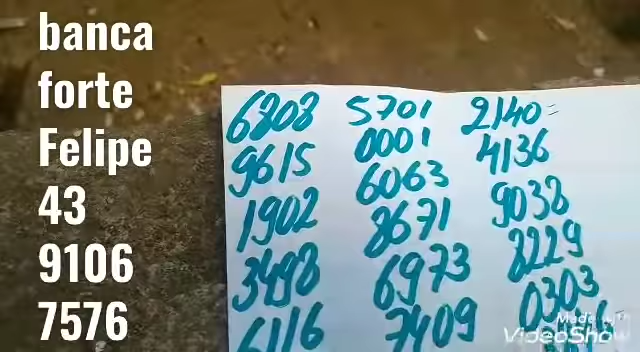 banca
forte
Felipe
43
9106
7576
6808 5701 2140=
9615 0001 4136
1902 6063 9038
3498 8671 8229
6116 6973 0303
7409
Made with
VideoShow